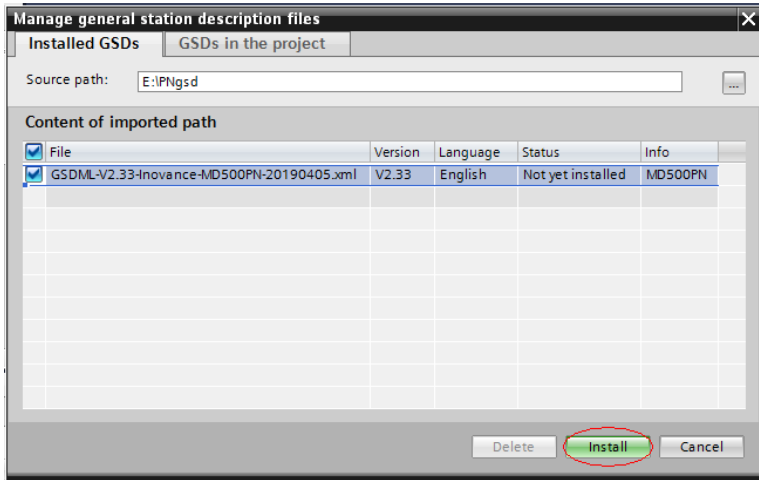 Manage general station description files
Installed GSDs GSDs in the project
Source path: E:\PNgsd ...
Content of imported path
File Version Language Status Info
GSDML-V2.33-Inovance-MD500PN-20190405.xml V2.33 English Not yet installed MD500PN
Delete Install Cancel